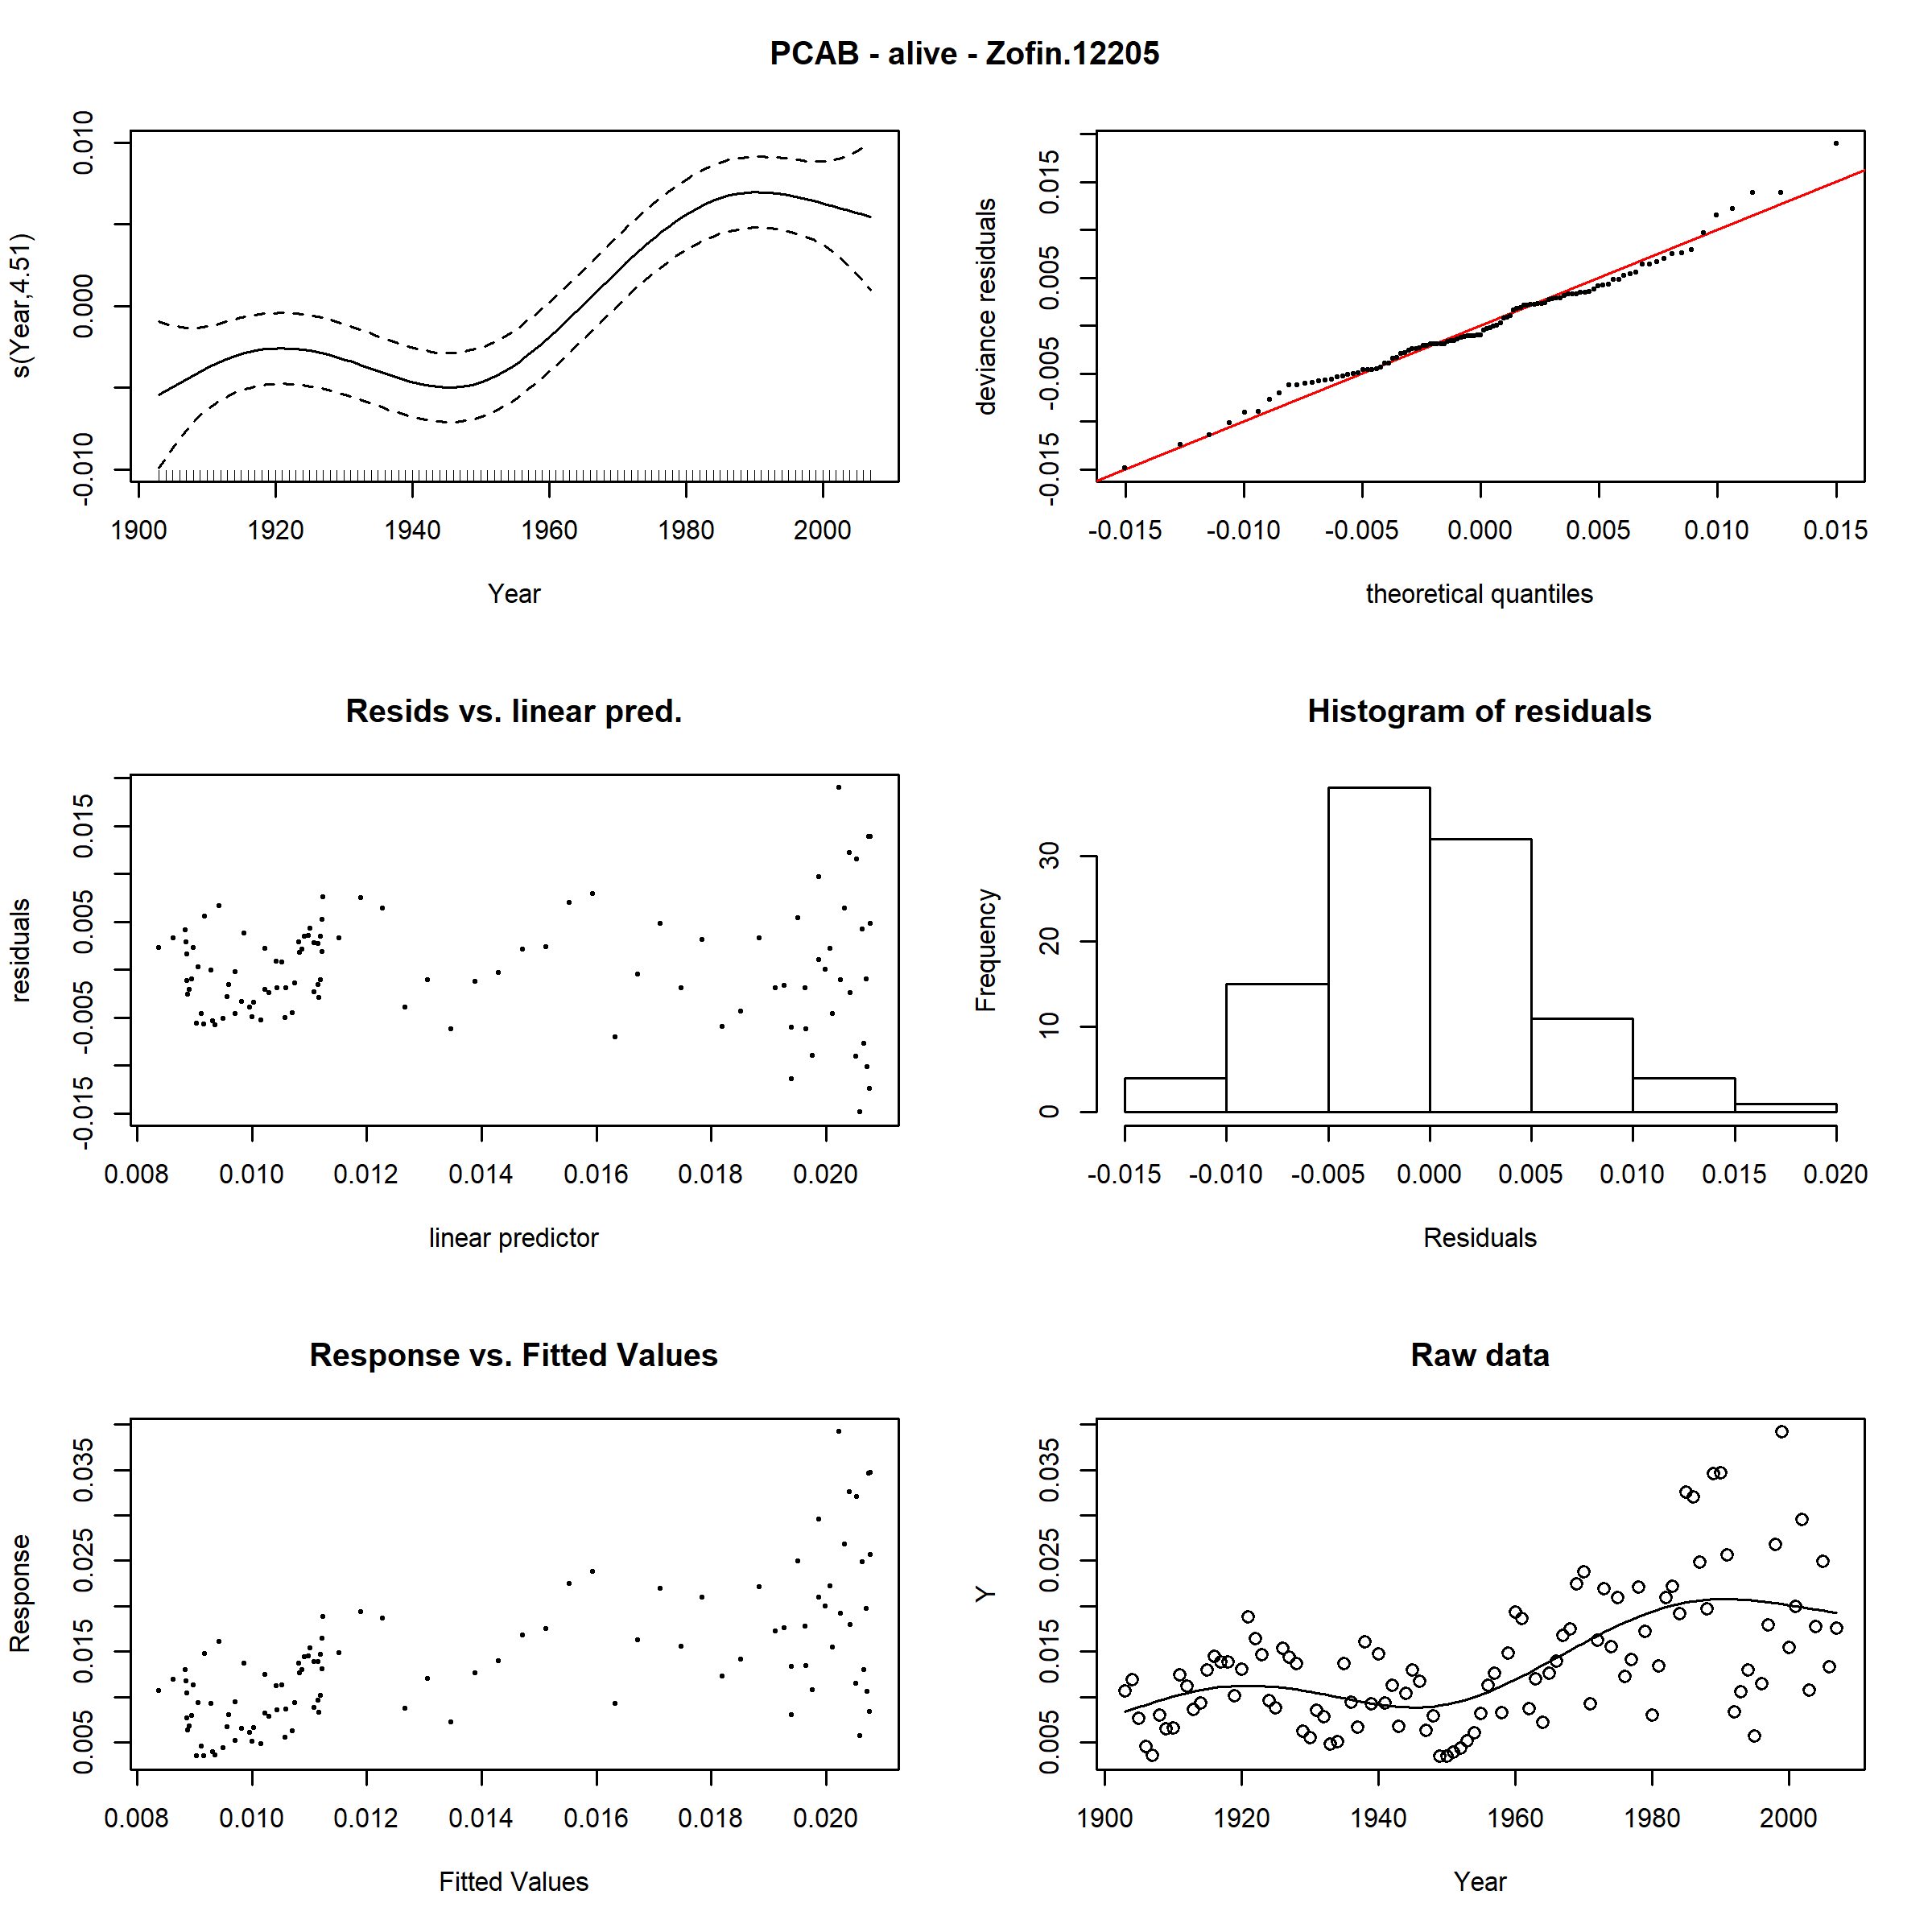 PCAB - alive - Zofin.12205
s(Year,4.51)
-0.010 0.000 0.010
1900 1920 1940 1960 1980 2000
Year
deviance residuals
-0.015 -0.005 0.005 0.015
-0.015 -0.010 -0.005 0.000 0.005 0.010 0.015
theoretical quantiles
Resids vs. linear pred.
residuals
-0.015 -0.005 0.005 0.015
0.008 0.010 0.012 0.014 0.016 0.018 0.020
linear predictor
Histogram of residuals
Frequency
0 10 20 30
-0.015 -0.010 -0.005 0.000 0.005 0.010 0.015 0.020
Residuals
Response vs. Fitted Values
Response
0.005 0.015 0.025 0.035
0.008 0.010 0.012 0.014 0.016 0.018 0.020
Fitted Values
Raw data
Y
0.005 0.015 0.025 0.035
1900 1920 1940 1960 1980 2000
Year